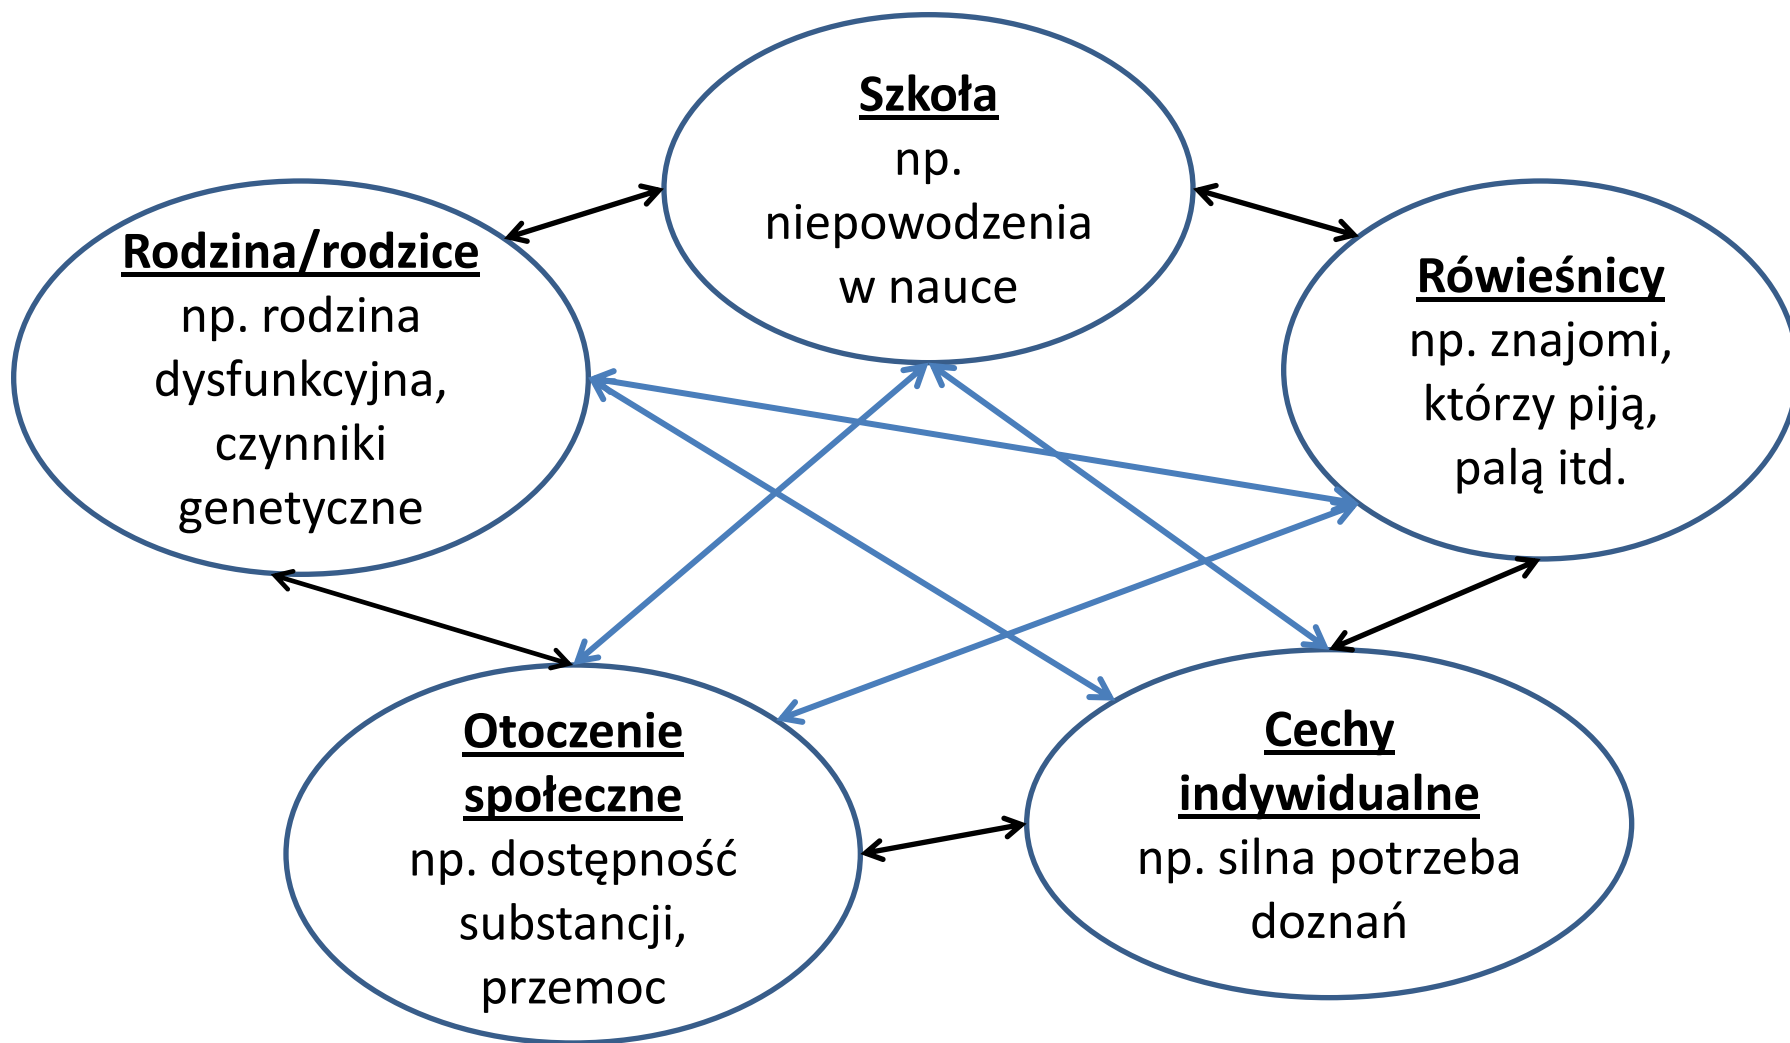 Szkoła
np.
niepowodzenia
w nauce
Rodzina/rodzice
np. rodzina
dysfunkcyjna,
czynniki
genetyczne
Rówieśnicy
np. znajomi,
którzy piją,
palą itd.
Otoczenie
społeczne
np. dostępność
substancji,
przemoc
Cechy
indywidualne
np. silna potrzeba
doznań